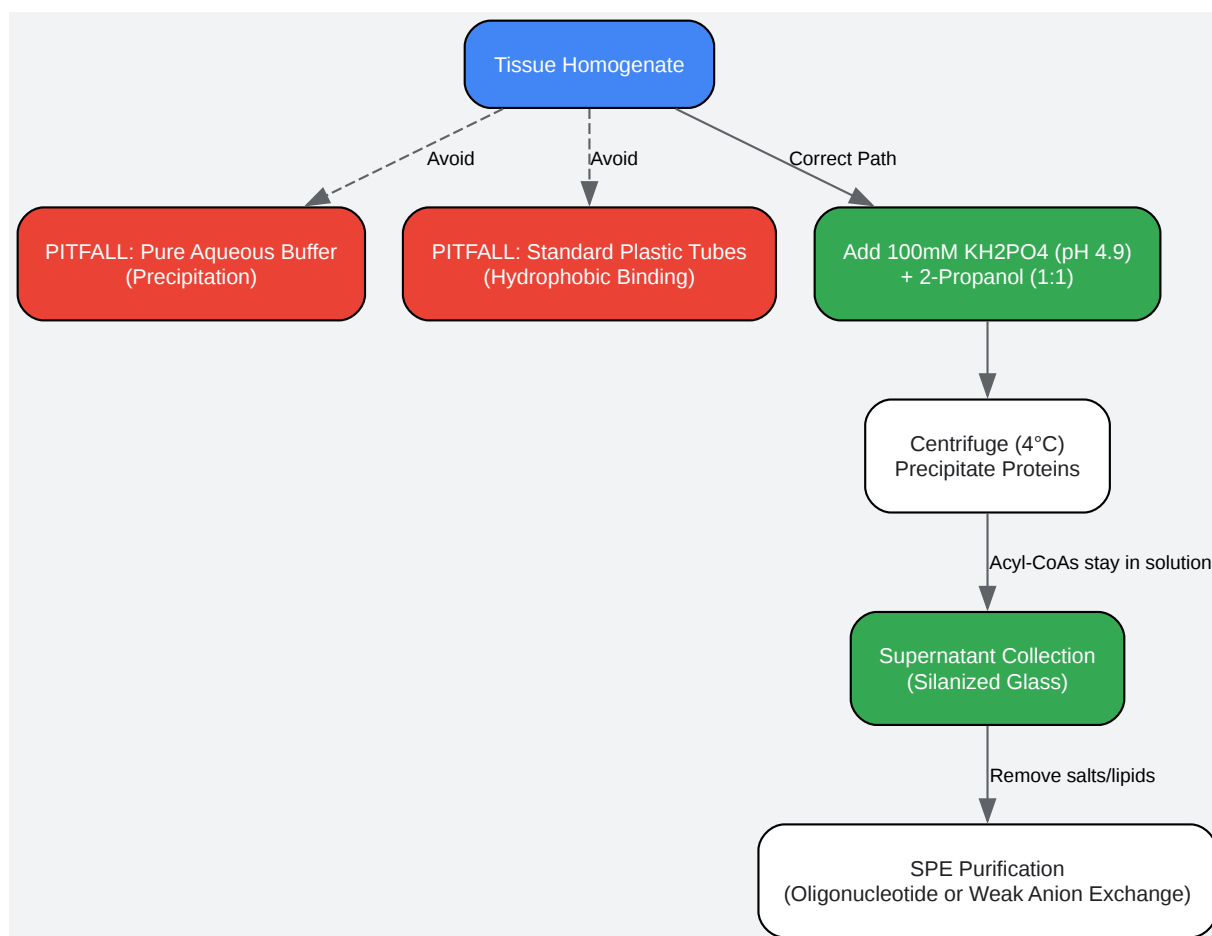 Tissue Homogenate
Avoid
Avoid
Correct Path
PITFALL: Pure Aqueous Buffer
(Precipitation)
PITFALL: Standard Plastic Tubes
(Hydrophobic Binding)
Add 100mM KH2PO4 (pH 4.9)
+ 2-Propanol (1:1)
Centrifuge (4°C)
Precipitate Proteins
Acyl-CoAs stay in solution
Supernatant Collection
(Silanized Glass)
Remove salts/lipids
SPE Purification
(Oligonucleotide or Weak Anion Exchange)